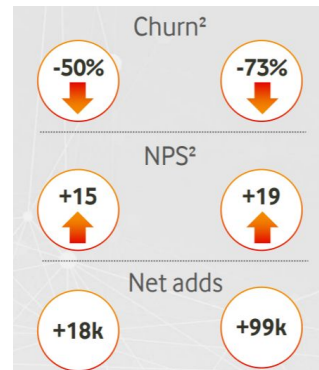 Churn²
-50% -73%
NPS²
+15 +19
Net adds
+18k +99k